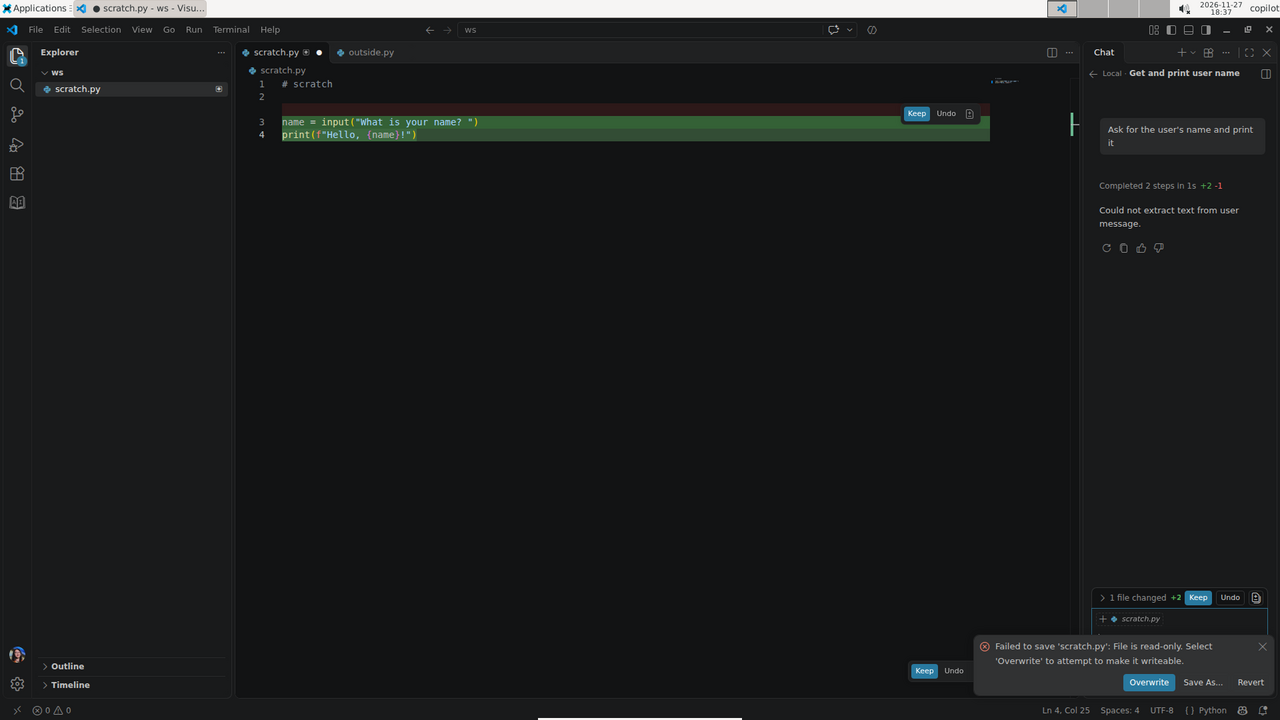 Applications
scratch.py - ws - Visu...
2026-11-27
18:37
copilot
File Edit Selection View Go Run Terminal Help
ws
Explorer
ws
scratch.py
Outline
Timeline
scratch.py
outside.py
scratch.py
1 # scratch
2
3 name = input("What is your name? ")
4 print(f"Hello, {name}!")
Keep Undo
Keep Undo
Chat
Local Get and print user name
Ask for the user's name and print
it
Completed 2 steps in 1s +2 -1
Could not extract text from user
message.
1 file changed +2 Keep Undo
scratch.py
Failed to save 'scratch.py': File is read-only. Select
'Overwrite' to attempt to make it writeable.
Overwrite Save As... Revert
1
0 0
Ln 4, Col 25 Spaces: 4 UTF-8 { } Python